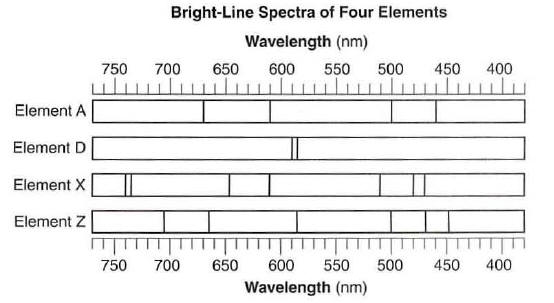 Bright-Line Spectra of Four Elements
Wavelength (nm)
750 700 650 600 550 500 450 400
Element A
Element D
Element X
Element Z
750 700 650 600 550 500 450 400
Wavelength (nm)